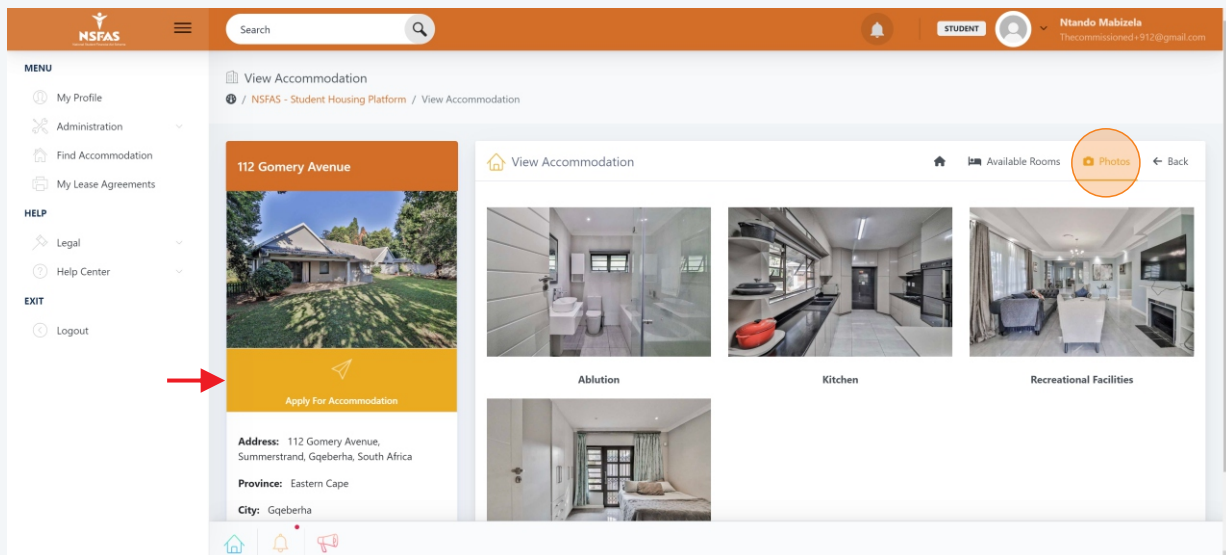 NSFAS
Search
STUDENT
Ntando Mabizela
Thecommissioned+912@gmail.com
MENU
My Profile
Administration
Find Accommodation
My Lease Agreements
HELP
Legal
Help Center
EXIT
Logout
View Accommodation
/ NSFAS - Student Housing Platform / View Accommodation
112 Gomery Avenue
Apply For Accommodation
Address: 112 Gomery Avenue,
Summerstrand, Gqeberha, South Africa
Province: Eastern Cape
City: Gqeberha
View Accommodation
Available Rooms
Photos
Back
Ablution
Kitchen
Recreational Facilities